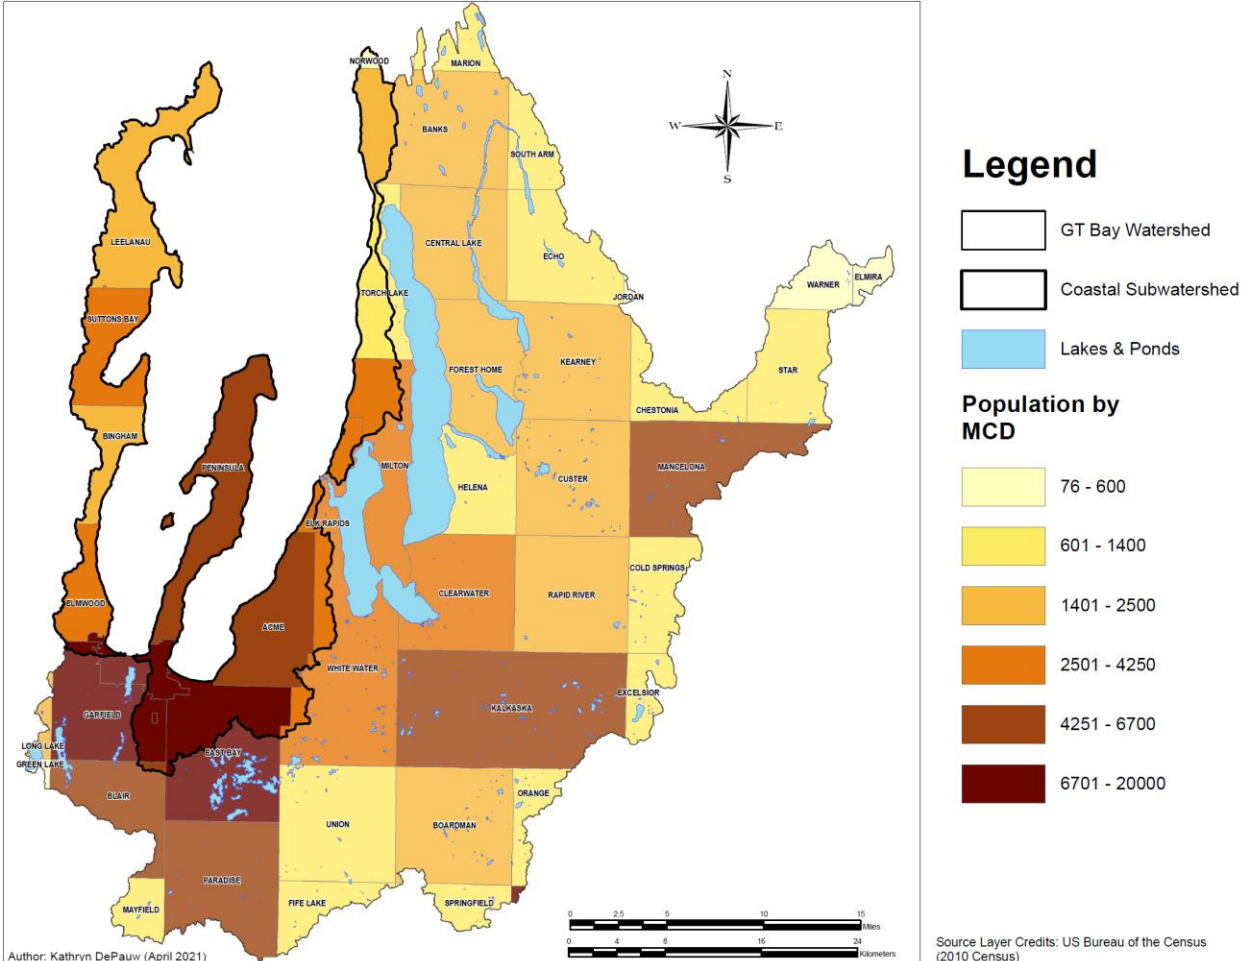 MARION
NORWOOD
N
W E
S
BANKS
SOUTH ARM
LEELANAU
CENTRAL LAKE
ECHO
WARNER
ELMIRA
TORCH LAKE
JORDAN
SUTTONS BAY
KEARNEY
FOREST HOME
STAR
CHESTONIA
BINGHAM
PENINSULA
MILTON
MANCELONA
HELENA
CUSTER
ELK RAPIDS
COLD SPRINGS
ELMWOOD
CLEARWATER
RAPID RIVER
ACME
WHITE WATER
EXCELSIOR
KALKASKA
GARFIELD
LONG LAKE
EAST BAY
GREEN LAKE
BLAIR
ORANGE
UNION
BOARDMAN
PARADISE
MAYFIELD
FIFE LAKE
SPRINGFIELD
0 2.5 5 10 15
Miles
0 4 8 16 24
Kilometers
Author: Kathryn DePauw (April 2021)
Legend
GT Bay Watershed
Coastal Subwatershed
Lakes & Ponds
Population by
MCD
76 - 600
601 - 1400
1401 - 2500
2501 - 4250
4251 - 6700
6701 - 20000
Source Layer Credits: US Bureau of the Census
(2010 Census)